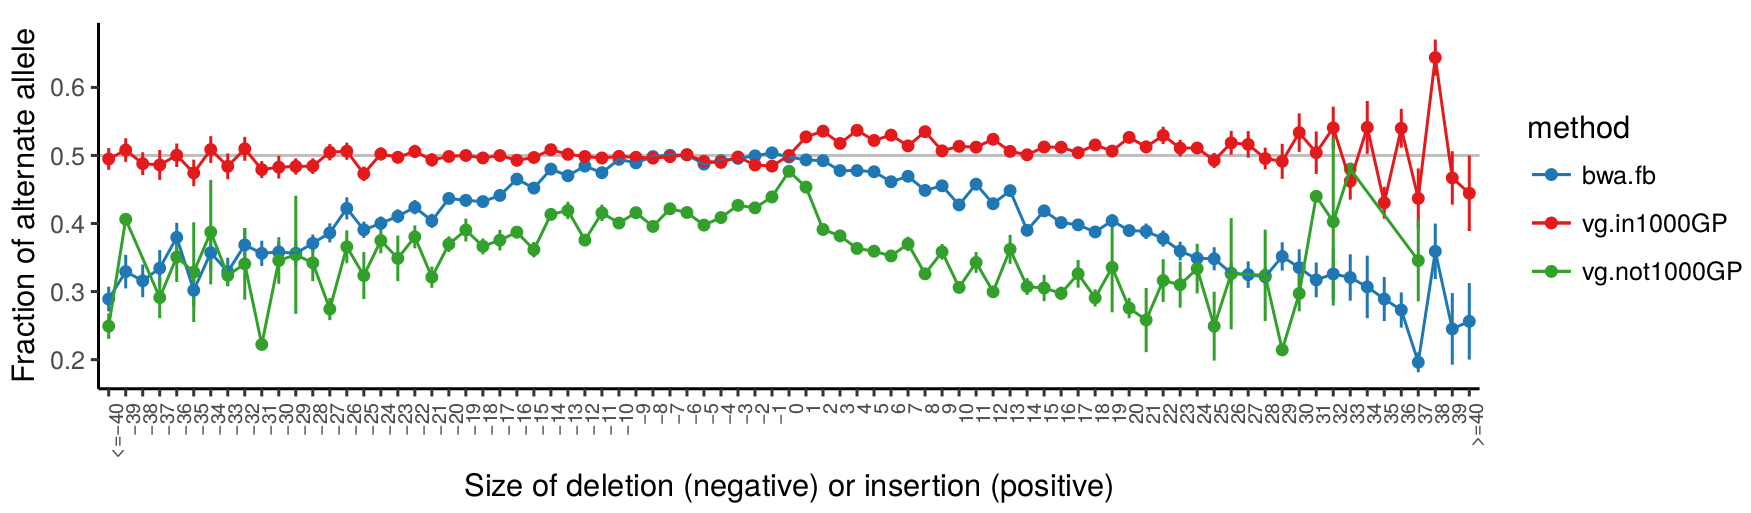 Fraction of alternate allele
0.6
0.5
0.4
0.3
0.2
<=−40 −39 −38 −37 −36 −35 −34 −33 −32 −31 −30 −29 −28 −27 −26 −25 −24 −23 −22 −21 −20 −19 −18 −17 −16 −15 −14 −13 −12 −11 −10 −9 −8 −7 −6 −5 −4 −3 −2 −1 0 1 2 3 4 5 6 7 8 9 10 11 12 13 14 15 16 17 18 19 20 21 22 23 24 25 26 27 28 29 30 31 32 33 34 35 36 37 38 39 >=40
Size of deletion (negative) or insertion (positive)
method
bwa.fb
vg.in1000GP
vg.not1000GP